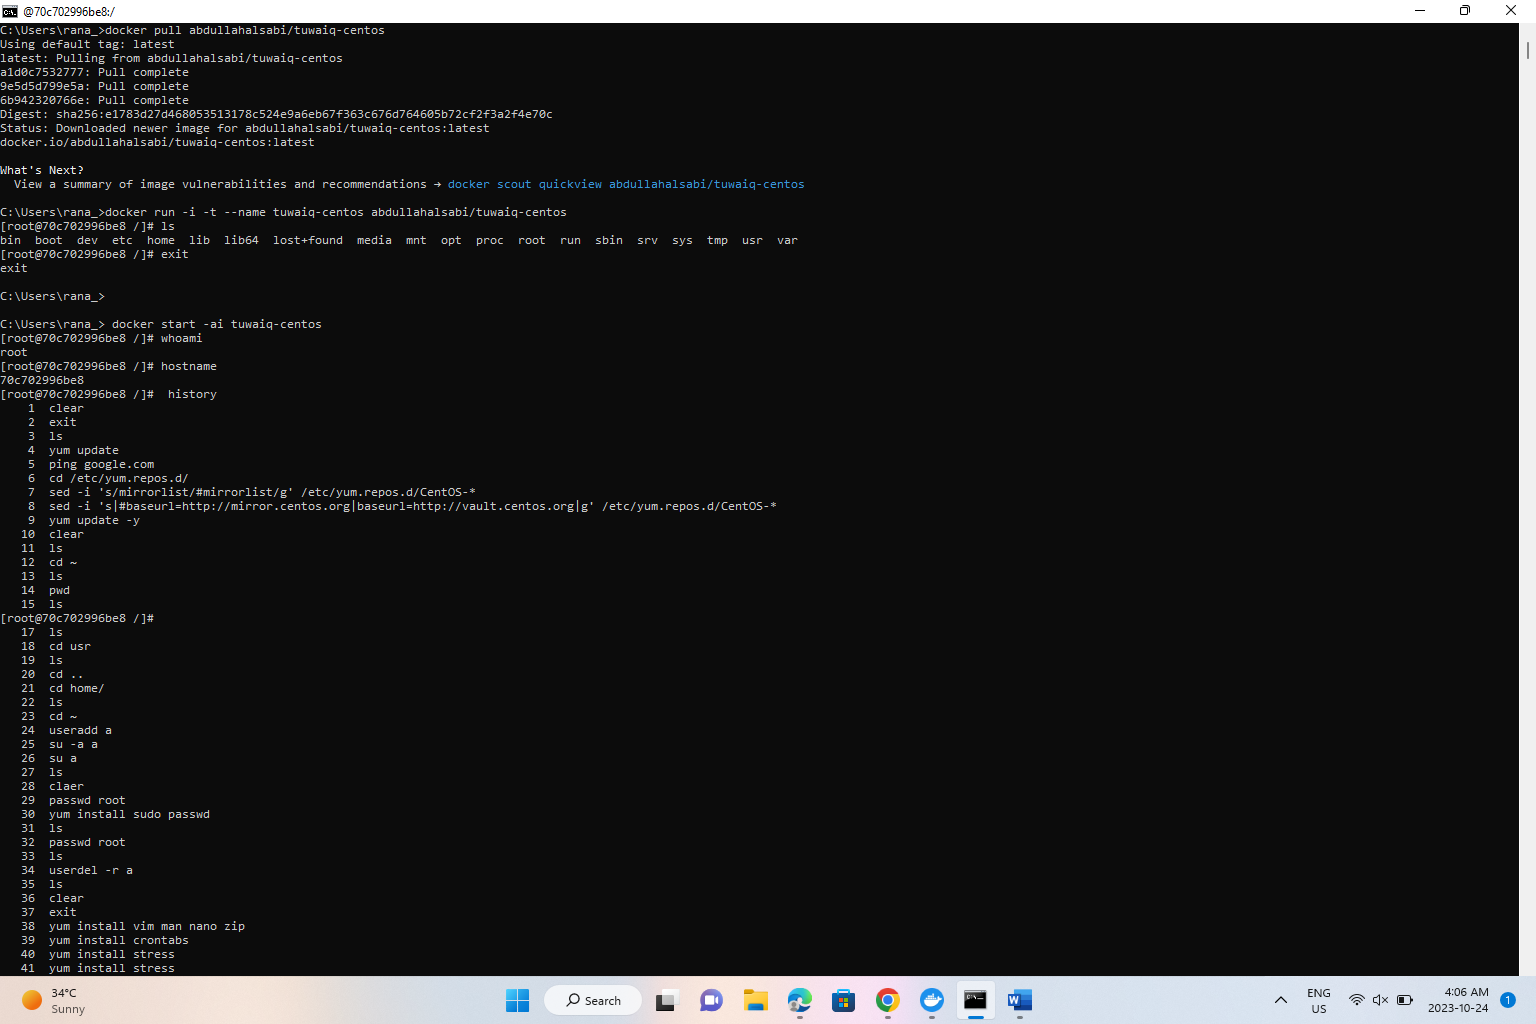 @70c702996be8:/
C:\Users\rana_>docker pull abdullahalsabi/tuwaiq-centos
Using default tag: latest
latest: Pulling from abdullahalsabi/tuwaiq-centos
a1d0c7532777: Pull complete
9e5d5d799e5a: Pull complete
6b942320766e: Pull complete
Digest: sha256:e1783d27d468053513178c524e9a6eb67f363c676d764605b72cf2f3a2f4e70c
Status: Downloaded newer image for abdullahalsabi/tuwaiq-centos:latest
docker.io/abdullahalsabi/tuwaiq-centos:latest
What's Next?
View a summary of image vulnerabilities and recommendations → docker scout quickview abdullahalsabi/tuwaiq-centos
C:\Users\rana_>docker run -i -t --name tuwaiq-centos abdullahalsabi/tuwaiq-centos
[root@70c702996be8 /]# ls
bin boot dev etc home lib lib64 lost+found media mnt opt proc root run sbin srv sys tmp usr var
[root@70c702996be8 /]# exit
exit
C:\Users\rana_>
C:\Users\rana_> docker start -ai tuwaiq-centos
[root@70c702996be8 /]# whoami
root
[root@70c702996be8 /]# hostname
70c702996be8
[root@70c702996be8 /]#  history
1 clear
2 exit
3 ls
4 yum update
5 ping google.com
6 cd /etc/yum.repos.d/
7 sed -i 's/mirrorlist/#mirrorlist/g' /etc/yum.repos.d/CentOS-*
8 sed -i 's|#baseurl=http://mirror.centos.org|baseurl=http://vault.centos.org|g' /etc/yum.repos.d/CentOS-*
9 yum update -y
10 clear
11 ls
12 cd ~
13 ls
14 pwd
15 ls
[root@70c702996be8 /]#
17 ls
18 cd usr
19 ls
20 cd ..
21 cd home/
22 ls
23 cd ~
24 useradd a
25 su -a a
26 su a
27 ls
28 claer
29 passwd root
30 yum install sudo passwd
31 ls
32 passwd root
33 ls
34 userdel -r a
35 ls
36 clear
37 exit
38 yum install vim man nano zip
39 yum install crontabs
40 yum install stress
41 yum install stress
34°C
Sunny
Search
ENG
US
4:06 AM
2023-10-24
1